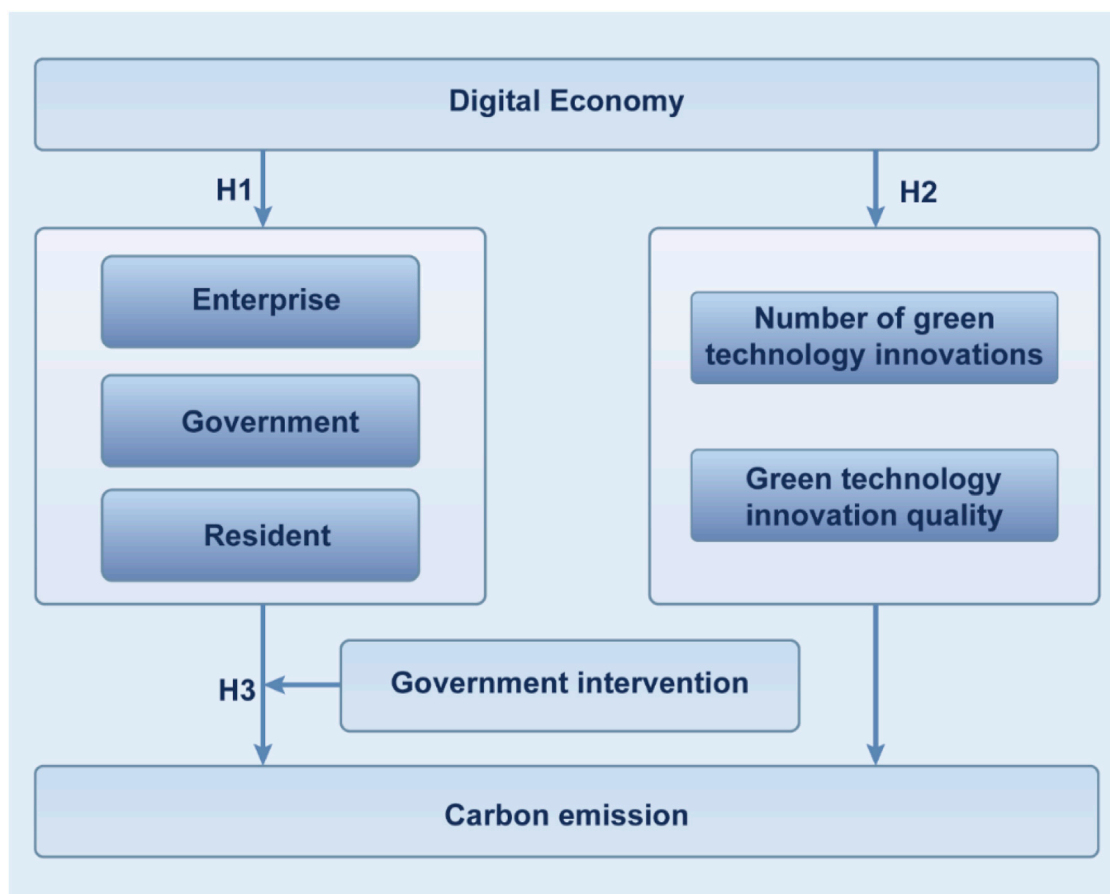 Digital Economy
H1
H2
Enterprise
Government
Resident
Number of green
technology innovations
Green technology
innovation quality
H3
Government intervention
Carbon emission